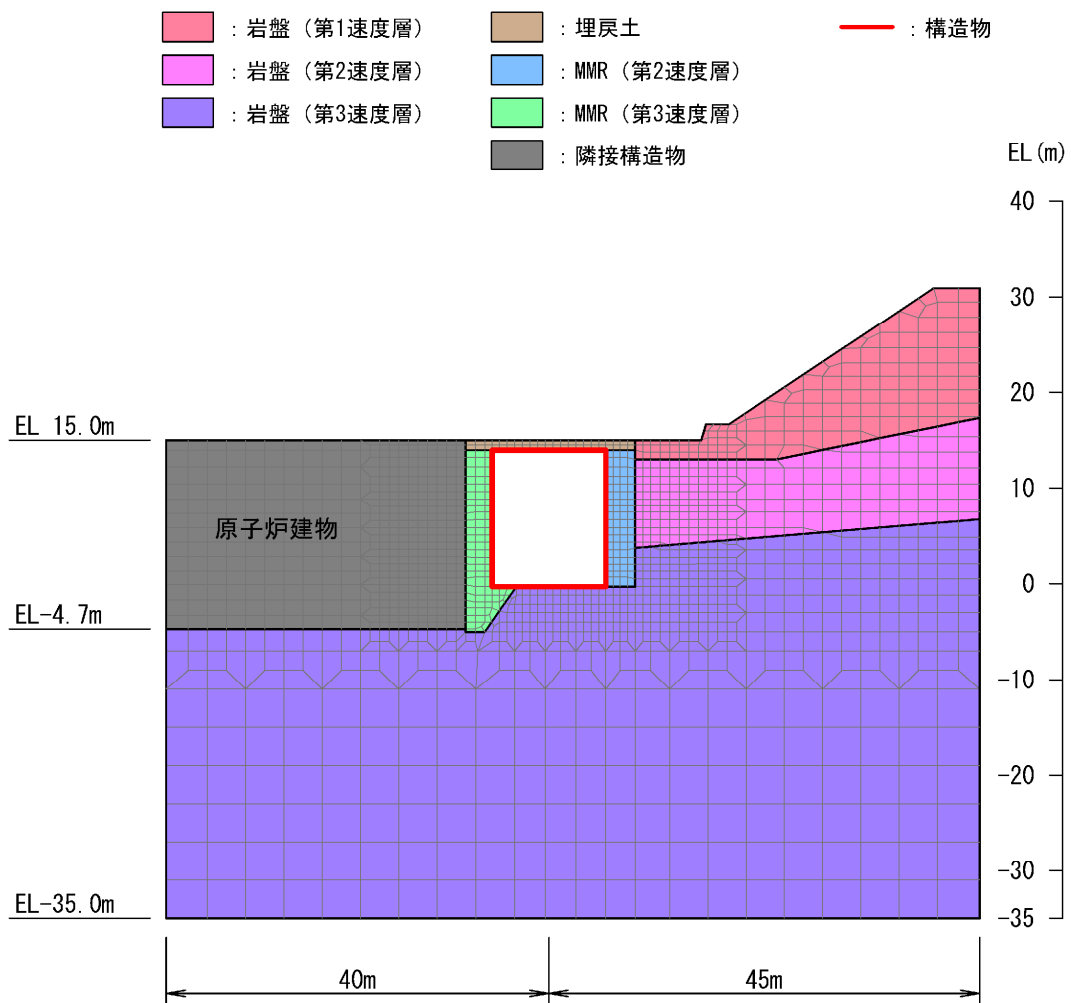 ：岩盤（第1速度層）
：岩盤（第2速度層）
：岩盤（第3速度層）
：埋戻土
：MMR（第2速度層）
：MMR（第3速度層）
：隣接構造物
：構造物
EL(m)
40
30
20
10
0
-10
-20
-30
-35
EL 15.0m
原子炉建物
EL-4.7m
EL-35.0m
40m
45m